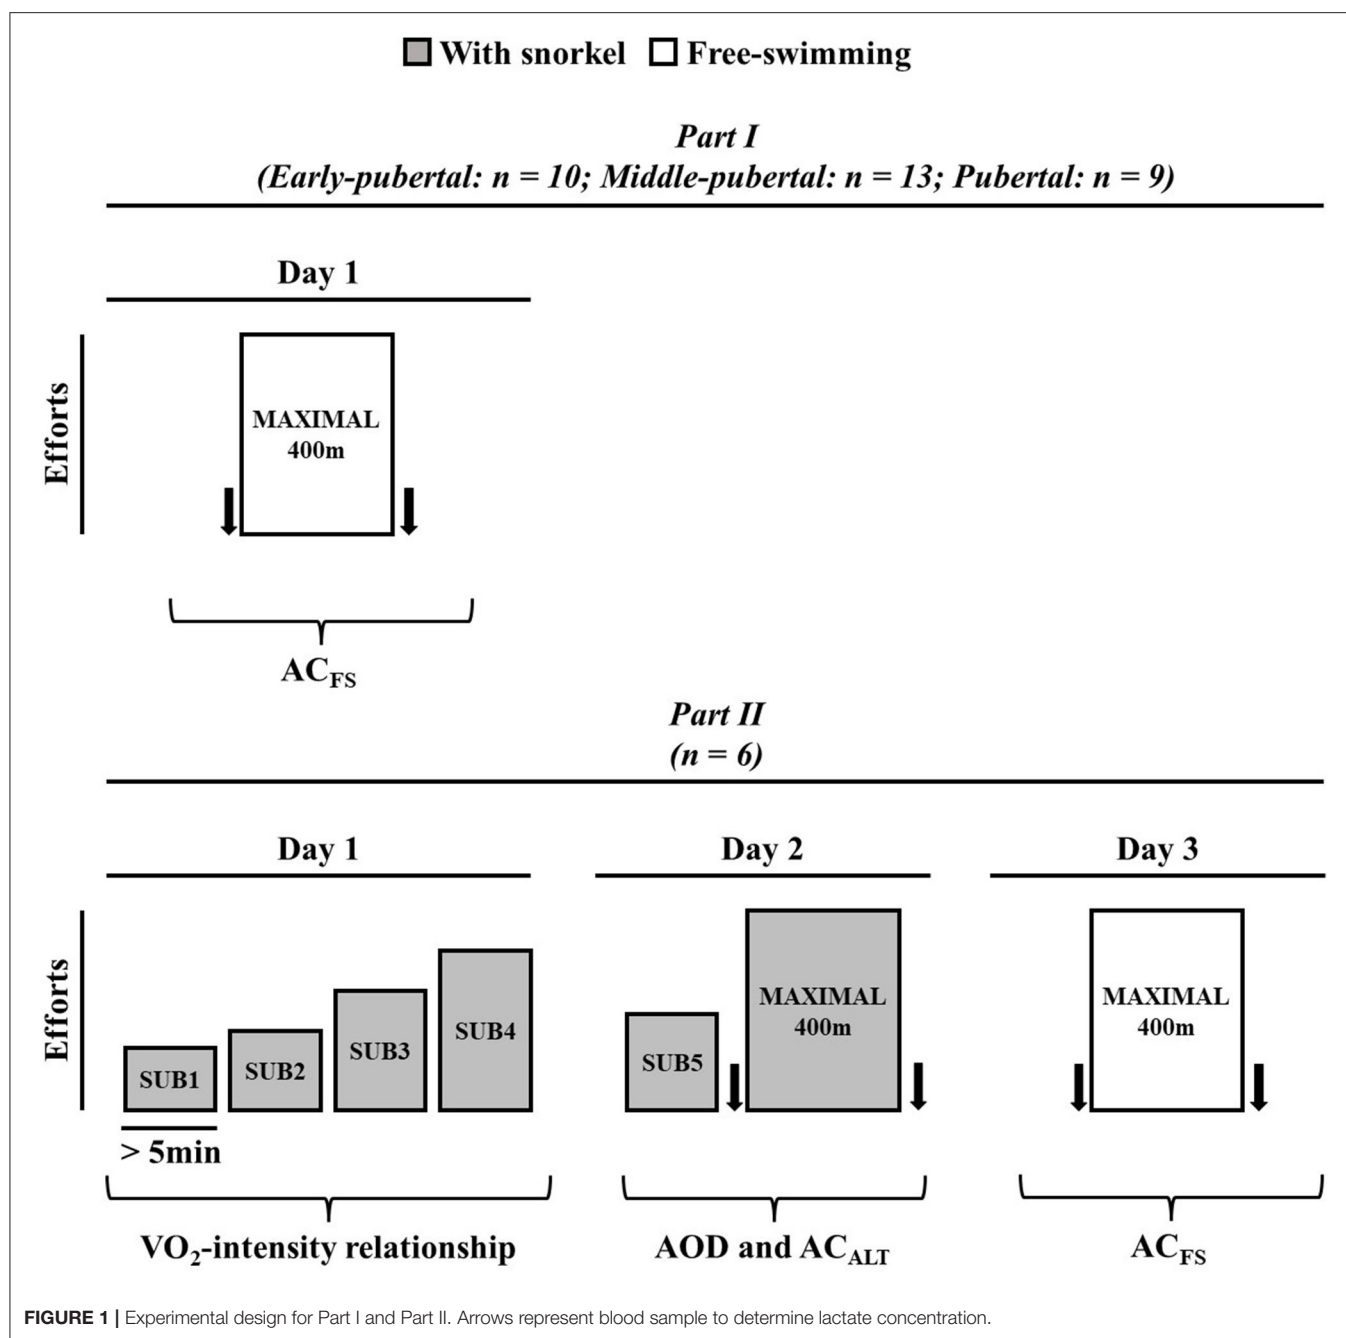 With snorkel Free-swimming
Part I
(Early-pubertal: n = 10; Middle-pubertal: n = 13; Pubertal: n = 9)
Day 1
Efforts
MAXIMAL
400m
AC_FS
Part II
(n = 6)
Day 1
Day 2
Day 3
Efforts
SUB1
SUB2
SUB3
SUB4
SUB5
MAXIMAL
400m
MAXIMAL
400m
> 5min
VO₂-intensity relationship
AOD and AC_ALT
AC_FS
FIGURE 1 | Experimental design for Part I and Part II. Arrows represent blood sample to determine lactate concentration.